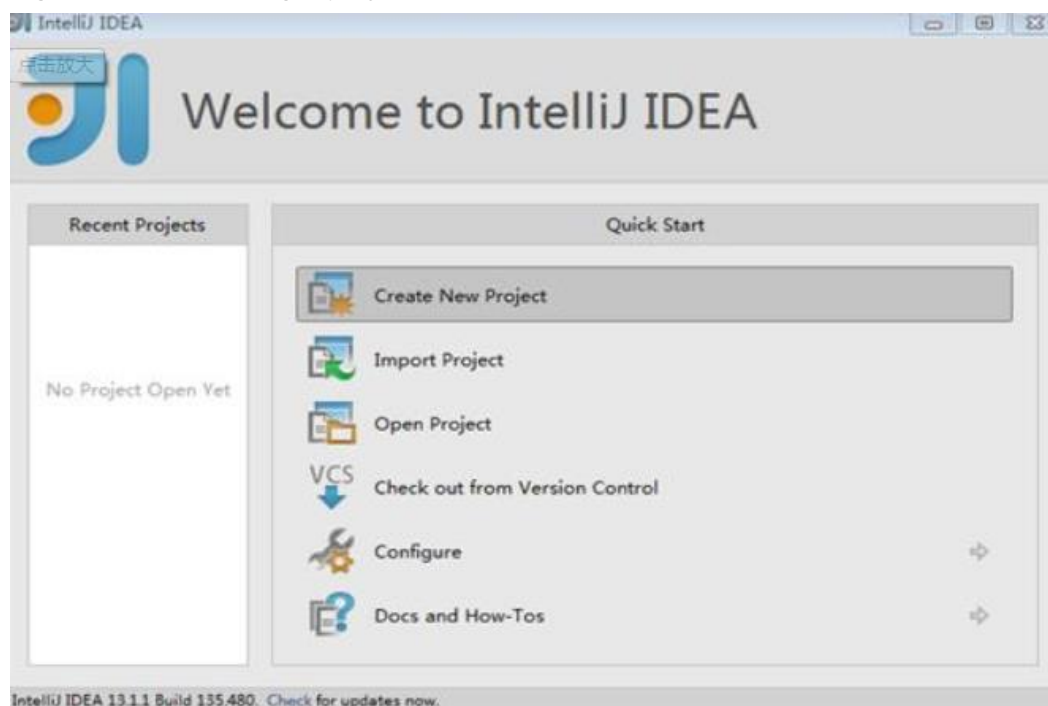 IntelliJ IDEA
点击放大
Welcome to IntelliJ IDEA
Recent Projects
No Project Open Yet
Quick Start
Create New Project
Import Project
Open Project
VCS
Check out from Version Control
Configure
Docs and How-Tos
IntelliJ IDEA 13.1.1 Build 135.480. Check for updates now.